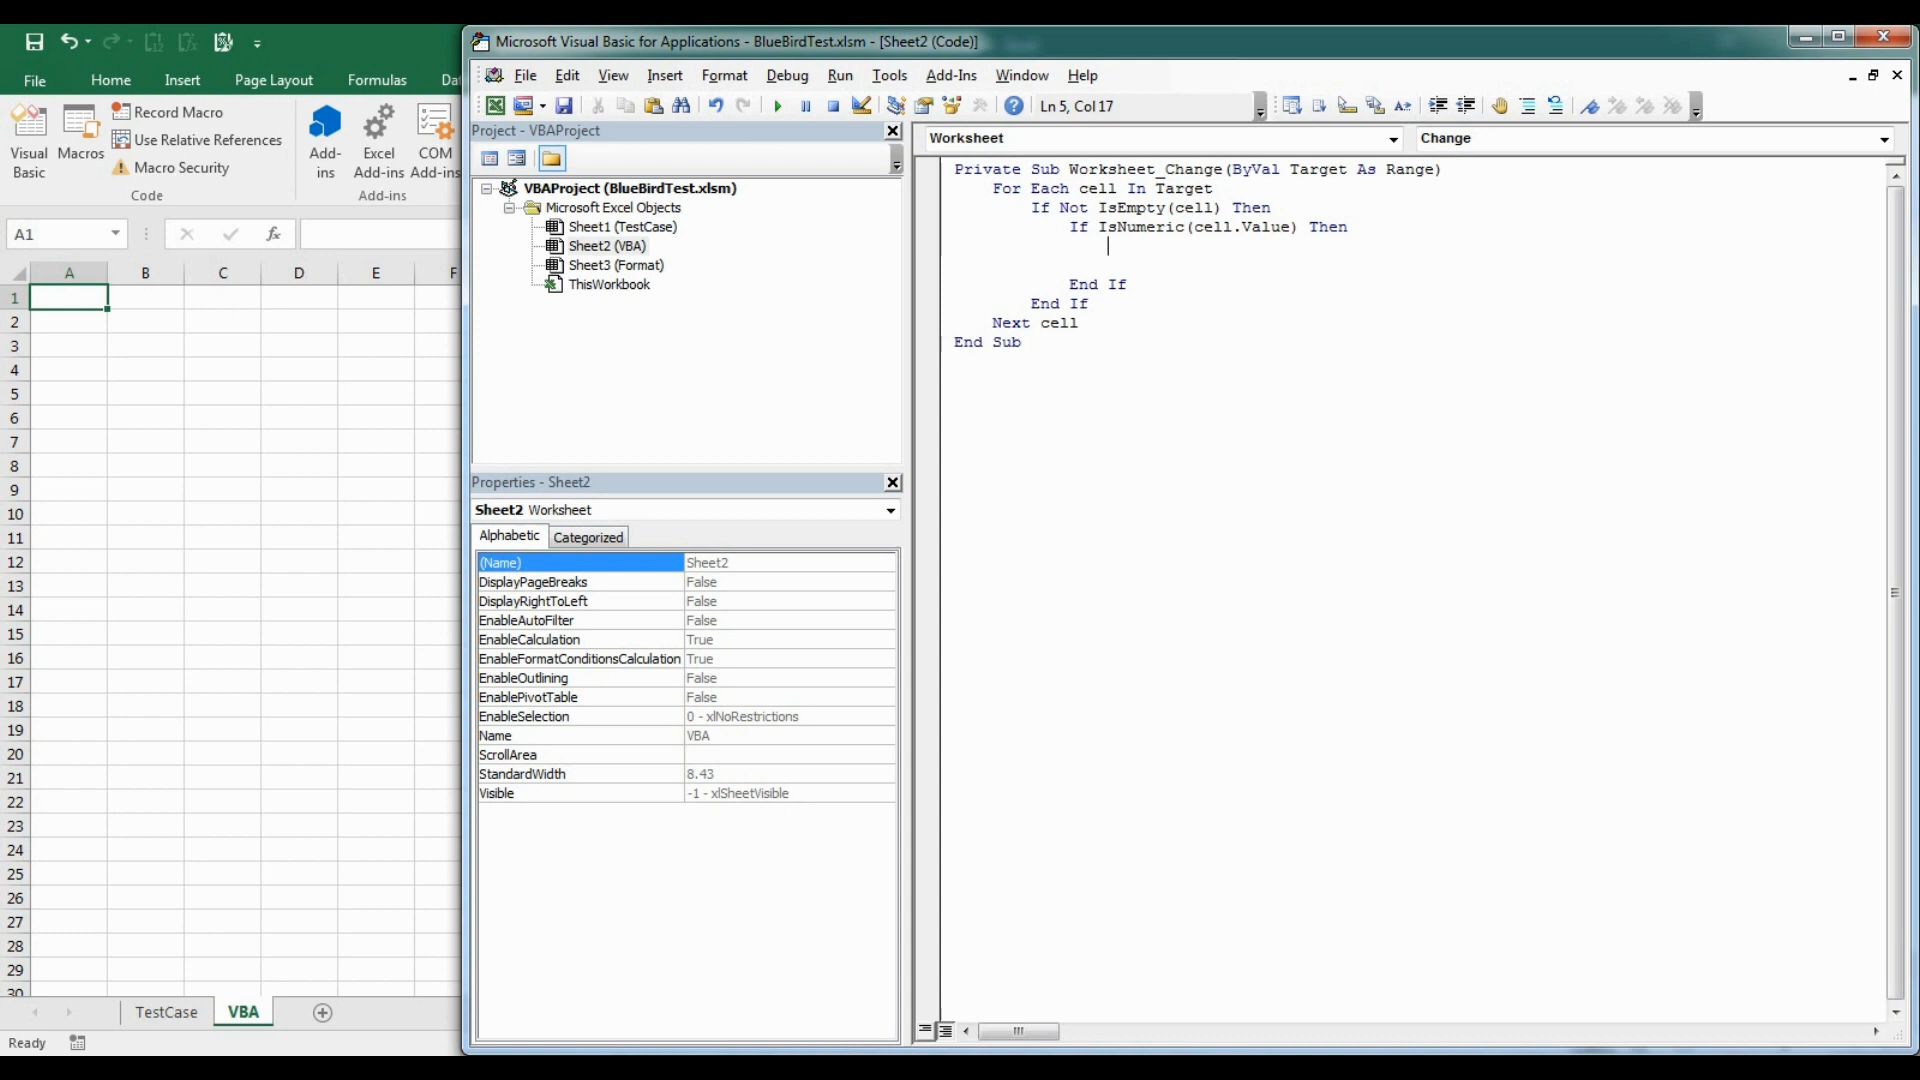 Microsoft Visual Basic for Applications - BlueBirdTest.xlsm - [Sheet2 (Code)]
File Home Insert Page Layout Formulas Da
File Edit View Insert Format Debug Run Tools Add-Ins Window Help
Visual Basic
Macros
Record Macro
Use Relative References
Macro Security
Code
Add-ins
Excel Add-ins
COM Add-ins
Add-ins
Ln 5, Col 17
A1
fx
A B C D E F
1
2
3
4
5
6
7
8
9
10
11
12
13
14
15
16
17
18
19
20
21
22
23
24
25
26
27
28
29
30
TestCase VBA
Ready
Project - VBAProject
VBAProject (BlueBirdTest.xlsm)
Microsoft Excel Objects
Sheet1 (TestCase)
Sheet2 (VBA)
Sheet3 (Format)
ThisWorkbook
Properties - Sheet2
Sheet2 Worksheet
Alphabetic Categorized
(Name) Sheet2
DisplayPageBreaks False
DisplayRightToLeft False
EnableAutoFilter False
EnableCalculation True
EnableFormatConditionsCalculation True
EnableOutlining False
EnablePivotTable False
EnableSelection 0 - xlNoRestrictions
Name VBA
ScrollArea
StandardWidth 8.43
Visible -1 - xlSheetVisible
Worksheet Change
Private Sub Worksheet_Change(ByVal Target As Range)
For Each cell In Target
If Not IsEmpty(cell) Then
If IsNumeric(cell.Value) Then
End If
End If
Next cell
End Sub